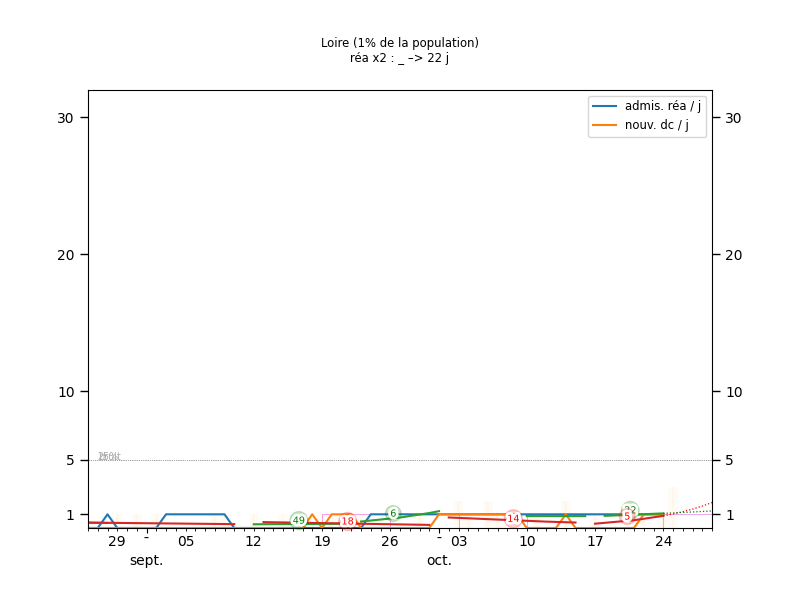 Loire (1% de la population)
réa x2 : _ –> 22 j
admis. réa / j
nouv. dc / j
30 30
20 20
10 10
5 5
1 1
49 18 6 14 22 5
29 - 05 12 19 26 - 03 10 17 24
sept. oct.